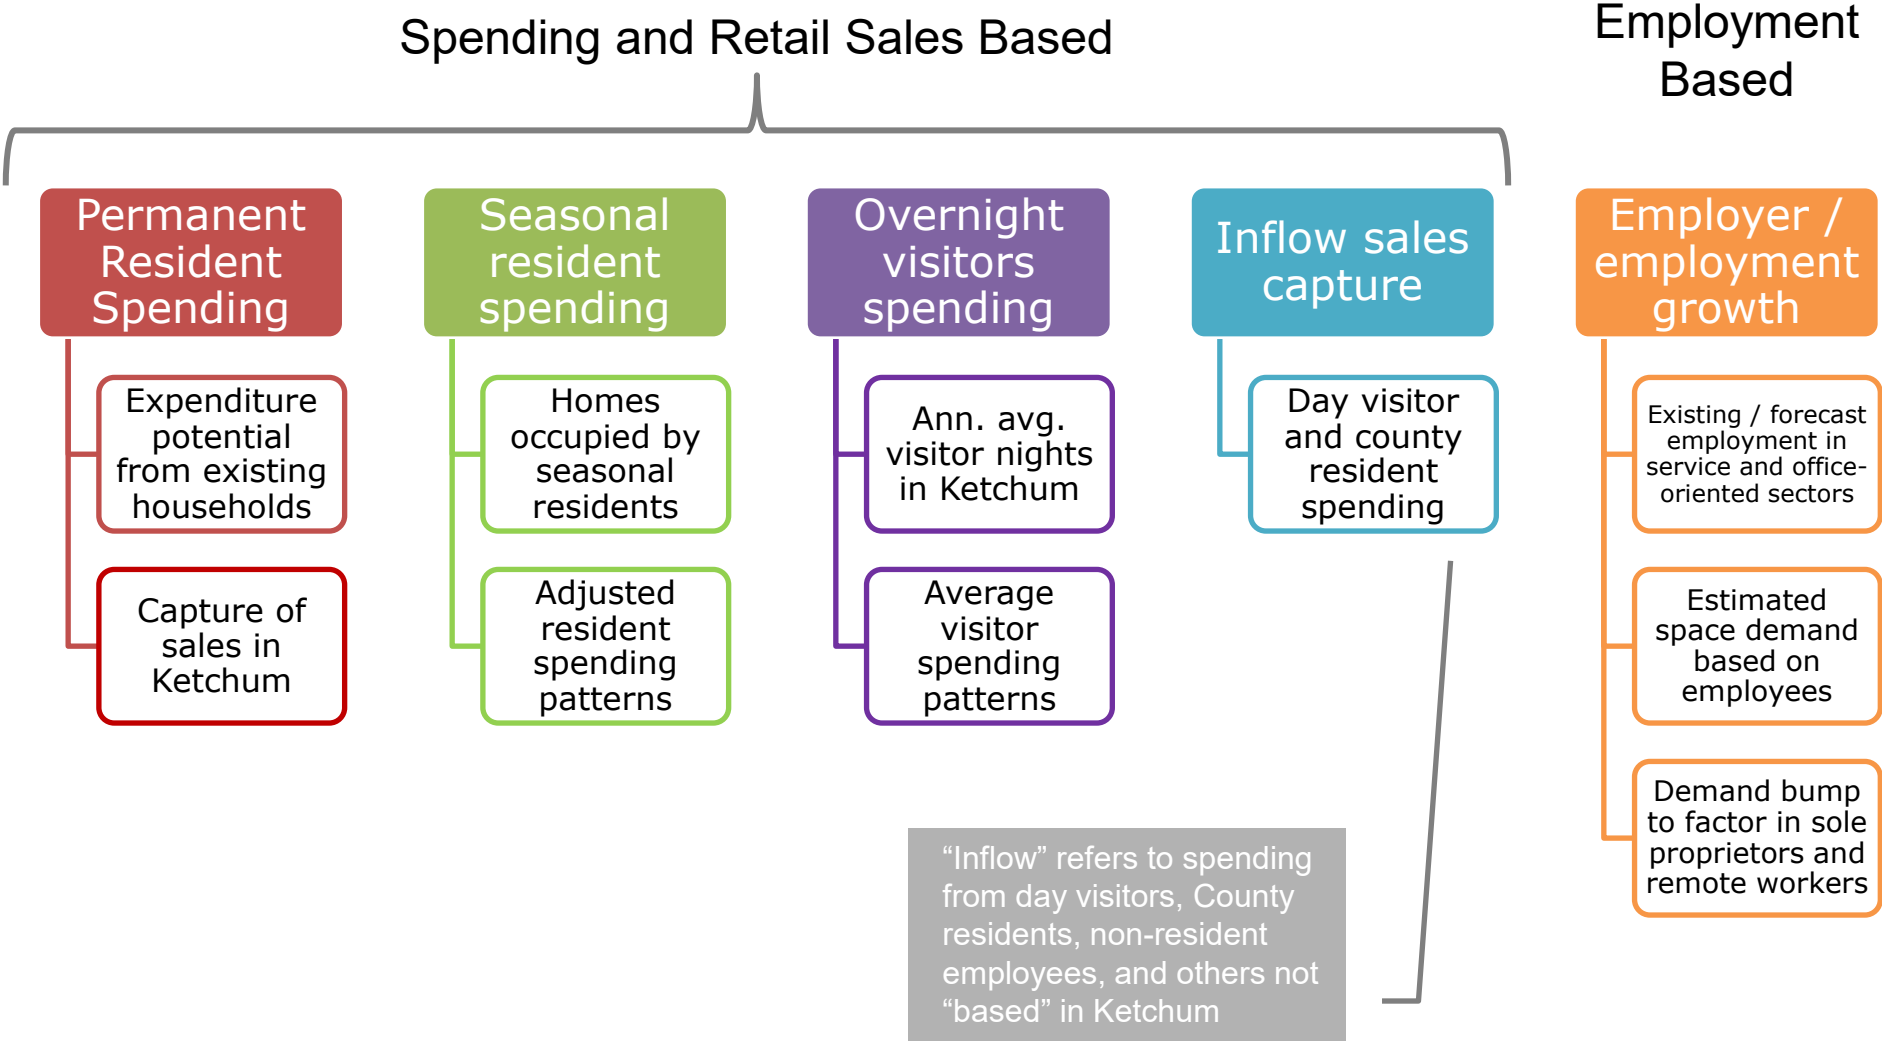 Spending and Retail Sales Based
Employment
Based
Permanent
Resident
Spending
Expenditure
potential
from existing
households
Capture of
sales in
Ketchum
Seasonal
resident
spending
Homes
occupied by
seasonal
residents
Adjusted
resident
spending
patterns
Overnight
visitors
spending
Ann. avg.
visitor nights
in Ketchum
Average
visitor
spending
patterns
Inflow sales
capture
Day visitor
and county
resident
spending
“Inflow” refers to spending
from day visitors, County
residents, non-resident
employees, and others not
“based” in Ketchum
Employer /
employment
growth
Existing / forecast
employment in
service and office-
oriented sectors
Estimated
space demand
based on
employees
Demand bump
to factor in sole
proprietors and
remote workers